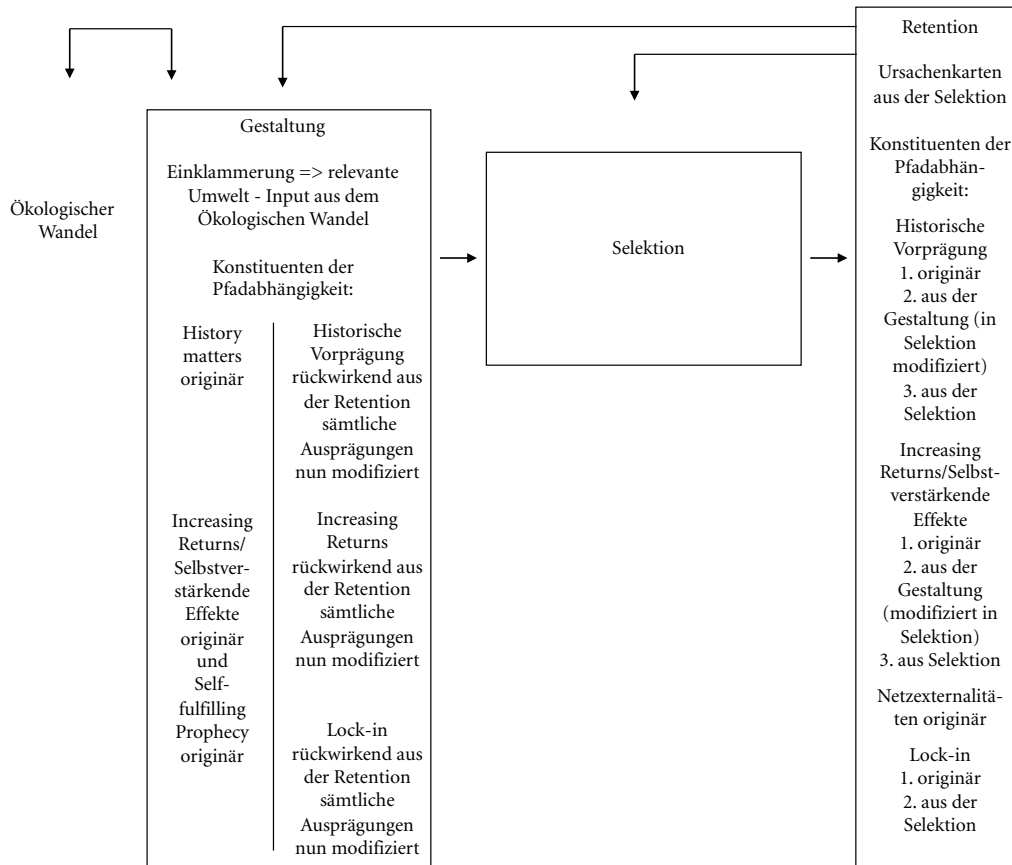 Ökologischer
Wandel
Gestaltung
Einklammerung => relevante
Umwelt - Input aus dem
Ökologischen Wandel
Konstituenten der
Pfadabhängigkeit:
History
matters
originär
Increasing
Returns/
Selbstver-
stärkende
Effekte
originär
und
Self-
fulfilling
Prophecy
originär
Historische
Vorprägung
rückwirkend aus
der Retention
sämtliche
Ausprägungen
nun modifiziert
Increasing
Returns
rückwirkend aus
der Retention
sämtliche
Ausprägungen
nun modifiziert
Lock-in
rückwirkend aus
der Retention
sämtliche
Ausprägungen
nun modifiziert
Selektion
Retention
Ursachenkarten
aus der Selektion
Konstituenten der
Pfadabhän-
gigkeit:
Historische
Vorprägung
1. originär
2. aus der
Gestaltung (in
Selektion
modifiziert)
3. aus der
Selektion
Increasing
Returns/Selbst-
verstärkende
Effekte
1. originär
2. aus der
Gestaltung
(modifiziert in
Selektion)
3. aus Selektion
Netzexternalitä-
ten originär
Lock-in
1. originär
2. aus der
Selektion